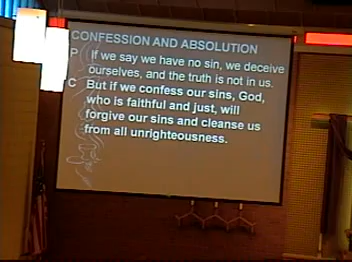 CONFESSION AND ABSOLUTION
P If we say we have no sin, we deceive
ourselves, and the truth is not in us.
C But if we confess our sins, God,
who is faithful and just, will
forgive our sins and cleanse us
from all unrighteousness.